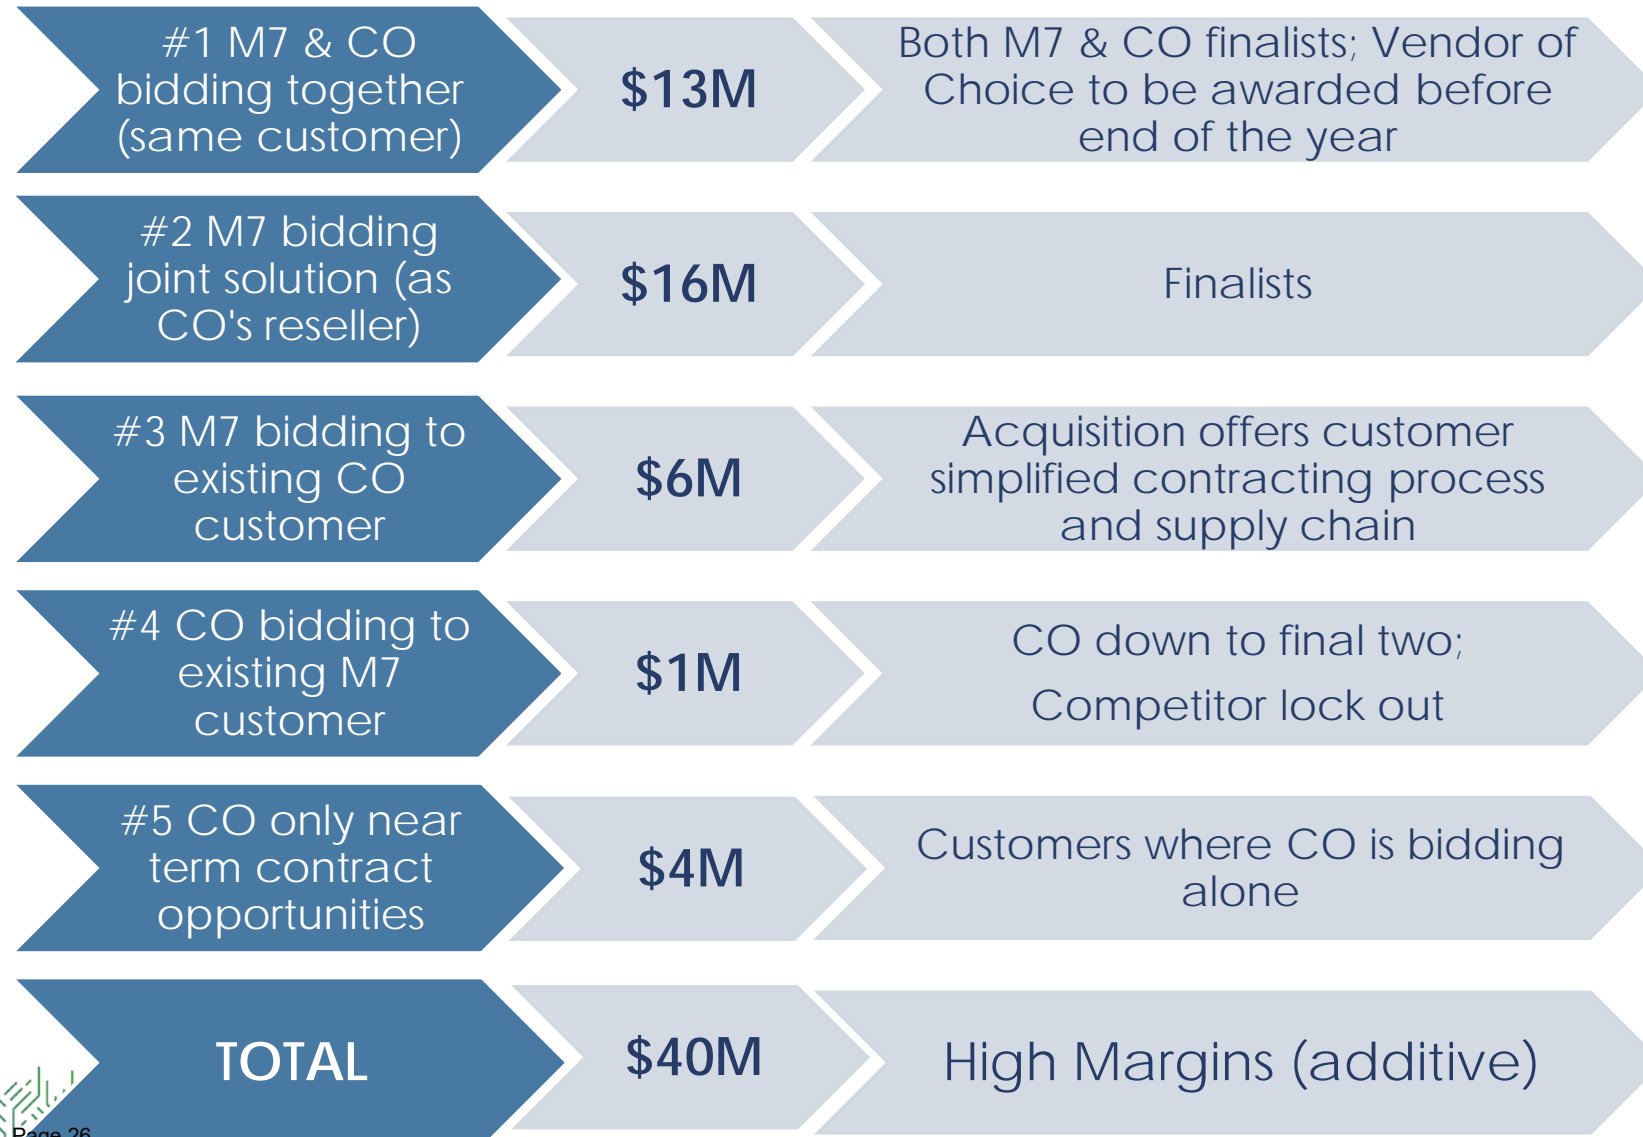 #1 M7 & CO
bidding together
(same customer)
$13M
Both M7 & CO finalists; Vendor of
Choice to be awarded before
end of the year
#2 M7 bidding
joint solution (as
CO's reseller)
$16M
Finalists
#3 M7 bidding to
existing CO
customer
$6M
Acquisition offers customer
simplified contracting process
and supply chain
#4 CO bidding to
existing M7
customer
$1M
CO down to final two;
Competitor lock out
#5 CO only near
term contract
opportunities
$4M
Customers where CO is bidding
alone
TOTAL
$40M
High Margins (additive)
Page 26